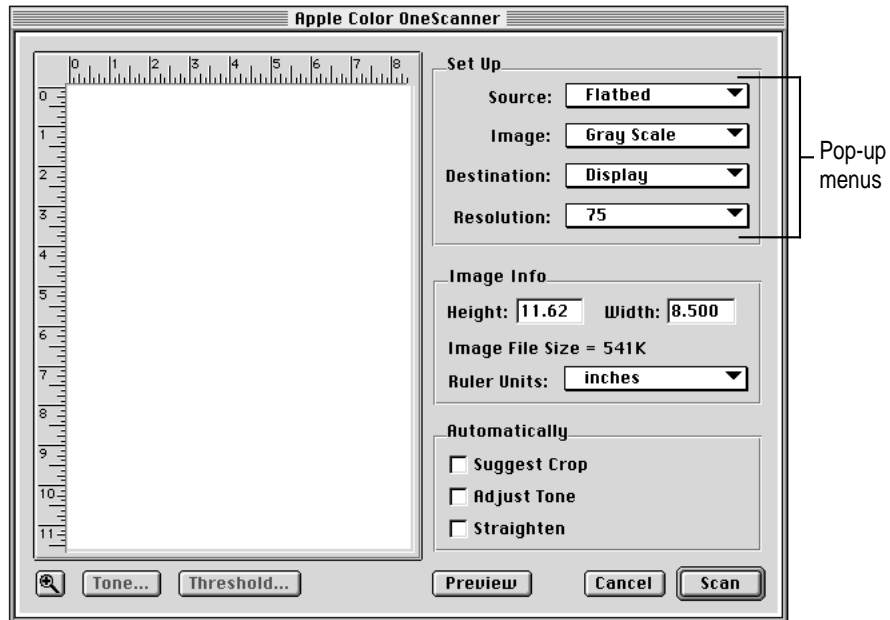 Apple Color OneScanner
0 1 2 3 4 5 6 7 8
0
1
2
3
4
5
6
7
8
9
10
11
Set Up
Source: Flatbed
Image: Gray Scale
Destination: Display
Resolution: 75
Pop-up
menus
Image Info
Height: 11.62 Width: 8.500
Image File Size = 541K
Ruler Units: inches
Automatically
Suggest Crop
Adjust Tone
Straighten
Tone... Threshold... Preview Cancel Scan